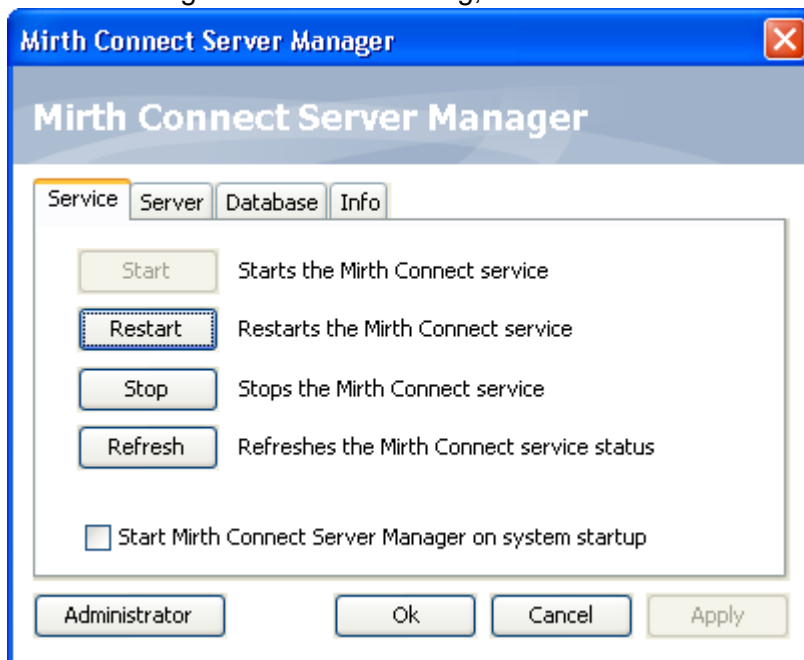 Mirth Connect Server Manager
Mirth Connect Server Manager
Service Server Database Info
Start Starts the Mirth Connect service
Restart Restarts the Mirth Connect service
Stop Stops the Mirth Connect service
Refresh Refreshes the Mirth Connect service status
Start Mirth Connect Server Manager on system startup
Administrator Ok Cancel Apply